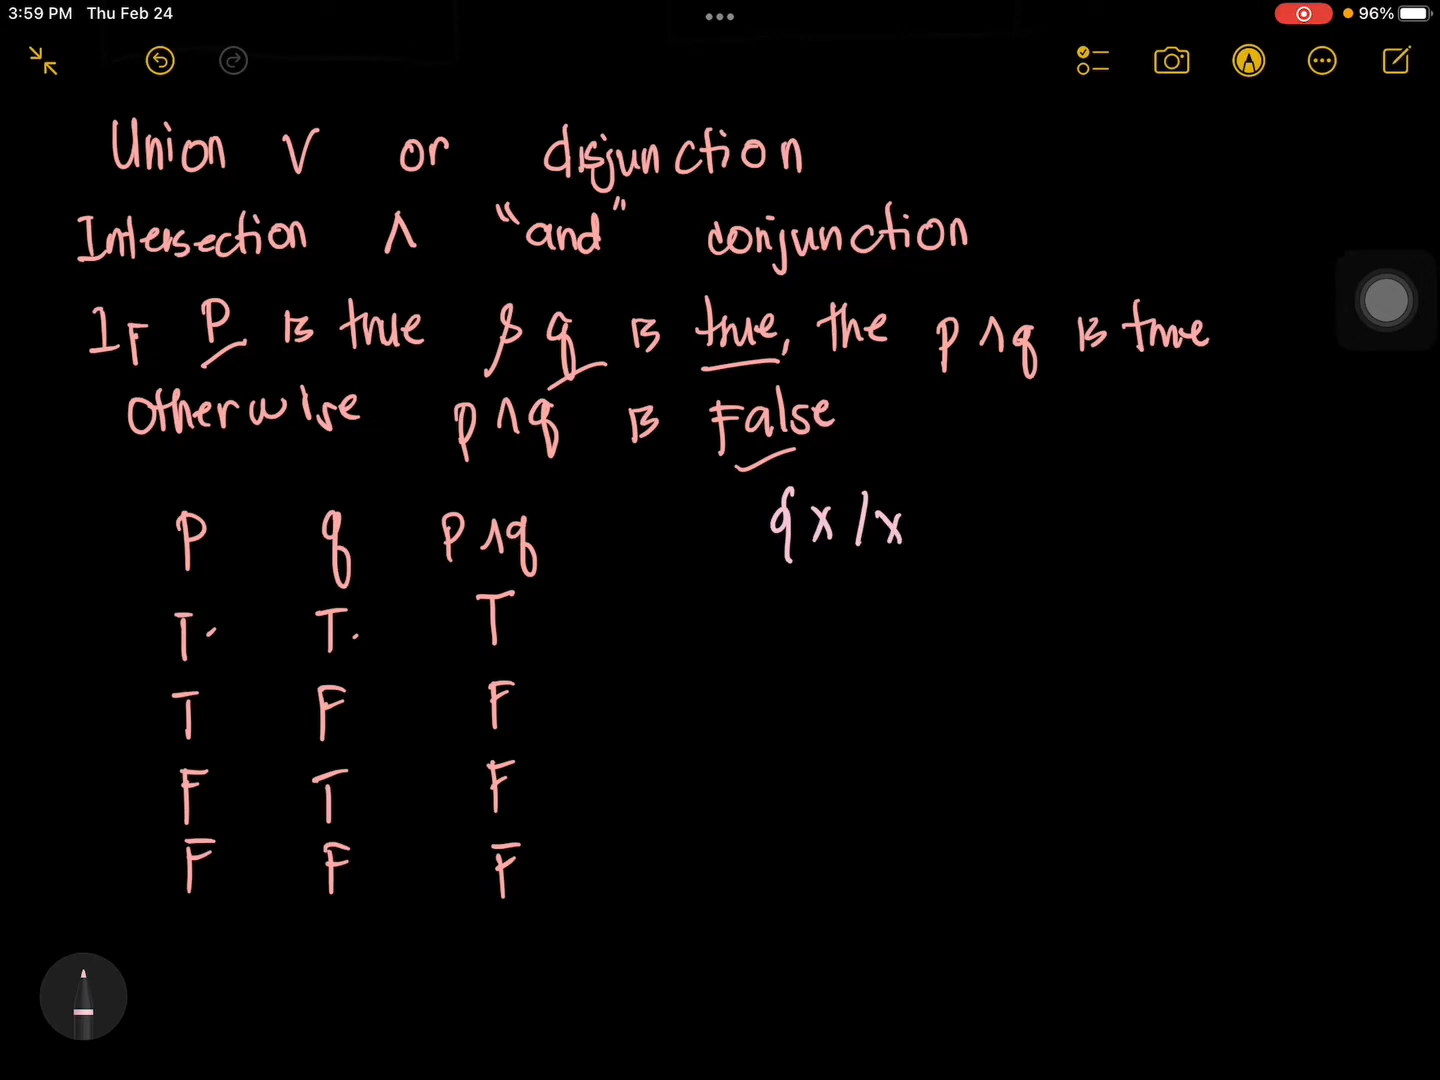 3:59 PM Thu Feb 24
96%
Union ∨ or disjunction
Intersection ∧ "and" conjunction
IF P is true & q is true, the p ∧ q is true
Otherwise p ∧ q is False
P q P ∧ q
T T T
T F F
F T F
F F F
{ x / x